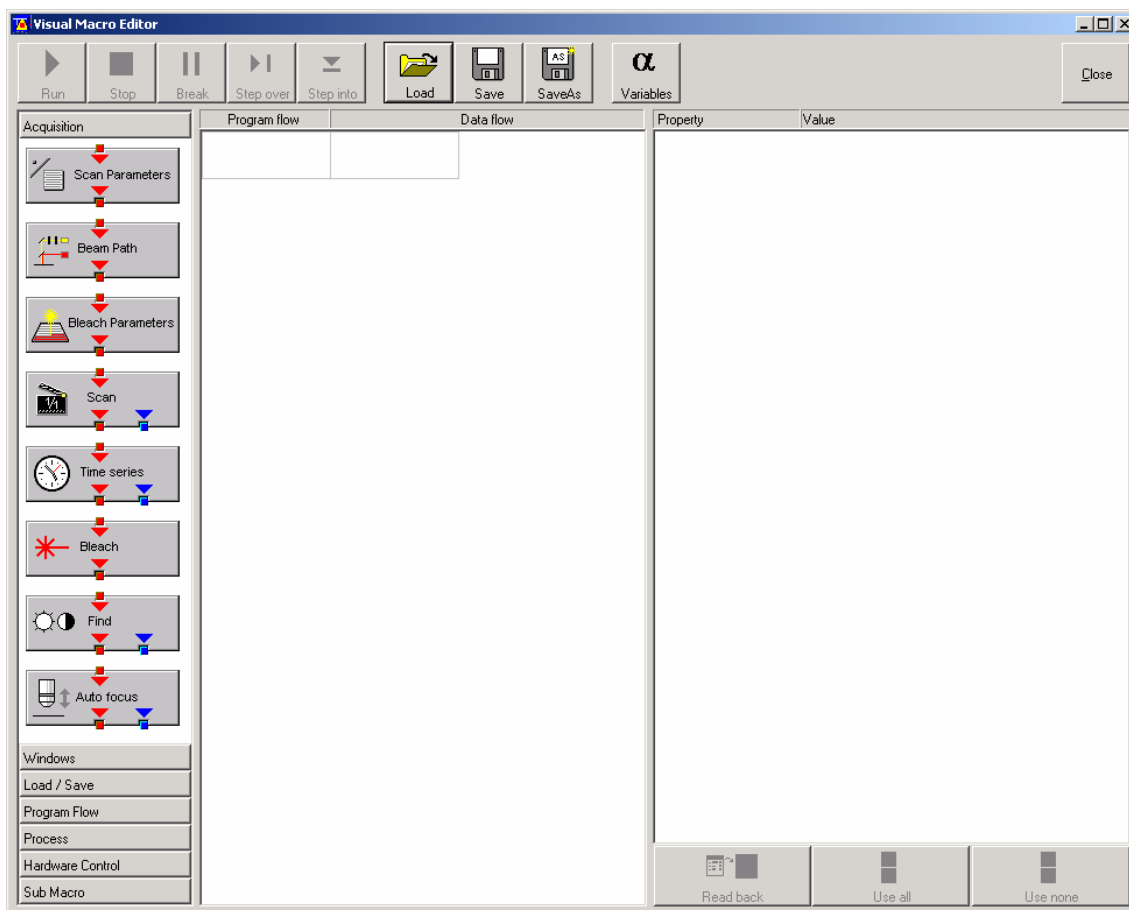 Visual Macro Editor
Run
Stop
Break
Step over
Step into
Load
Save
AS
SaveAs
α
Variables
Close
Acquisition
Program flow
Data flow
Property
Value
Scan Parameters
Beam Path
Bleach Parameters
1/1
Scan
Time series
Bleach
Find
Auto focus
Windows
Load / Save
Program Flow
Process
Hardware Control
Sub Macro
Read back
Use all
Use none